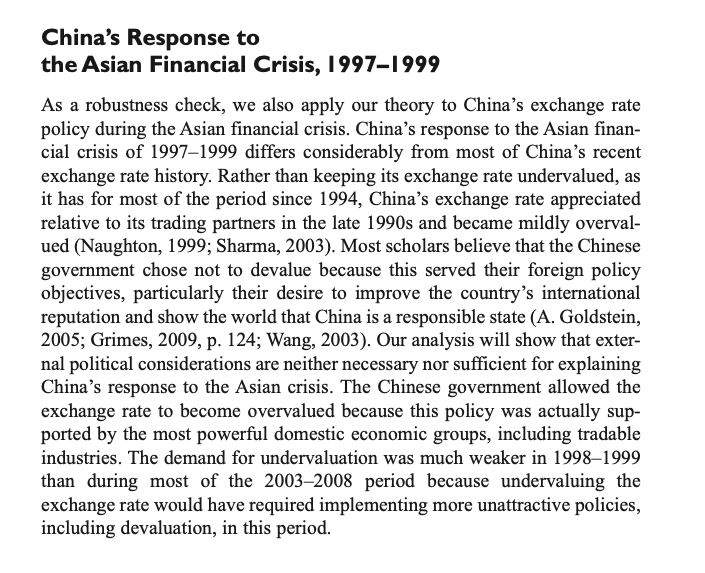 China’s Response to
the Asian Financial Crisis, 1997–1999
As a robustness check, we also apply our theory to China’s exchange rate
policy during the Asian financial crisis. China’s response to the Asian finan-
cial crisis of 1997–1999 differs considerably from most of China’s recent
exchange rate history. Rather than keeping its exchange rate undervalued, as
it has for most of the period since 1994, China’s exchange rate appreciated
relative to its trading partners in the late 1990s and became mildly overval-
ued (Naughton, 1999; Sharma, 2003). Most scholars believe that the Chinese
government chose not to devalue because this served their foreign policy
objectives, particularly their desire to improve the country’s international
reputation and show the world that China is a responsible state (A. Goldstein,
2005; Grimes, 2009, p. 124; Wang, 2003). Our analysis will show that exter-
nal political considerations are neither necessary nor sufficient for explaining
China’s response to the Asian crisis. The Chinese government allowed the
exchange rate to become overvalued because this policy was actually sup-
ported by the most powerful domestic economic groups, including tradable
industries. The demand for undervaluation was much weaker in 1998–1999
than during most of the 2003–2008 period because undervaluing the
exchange rate would have required implementing more unattractive policies,
including devaluation, in this period.